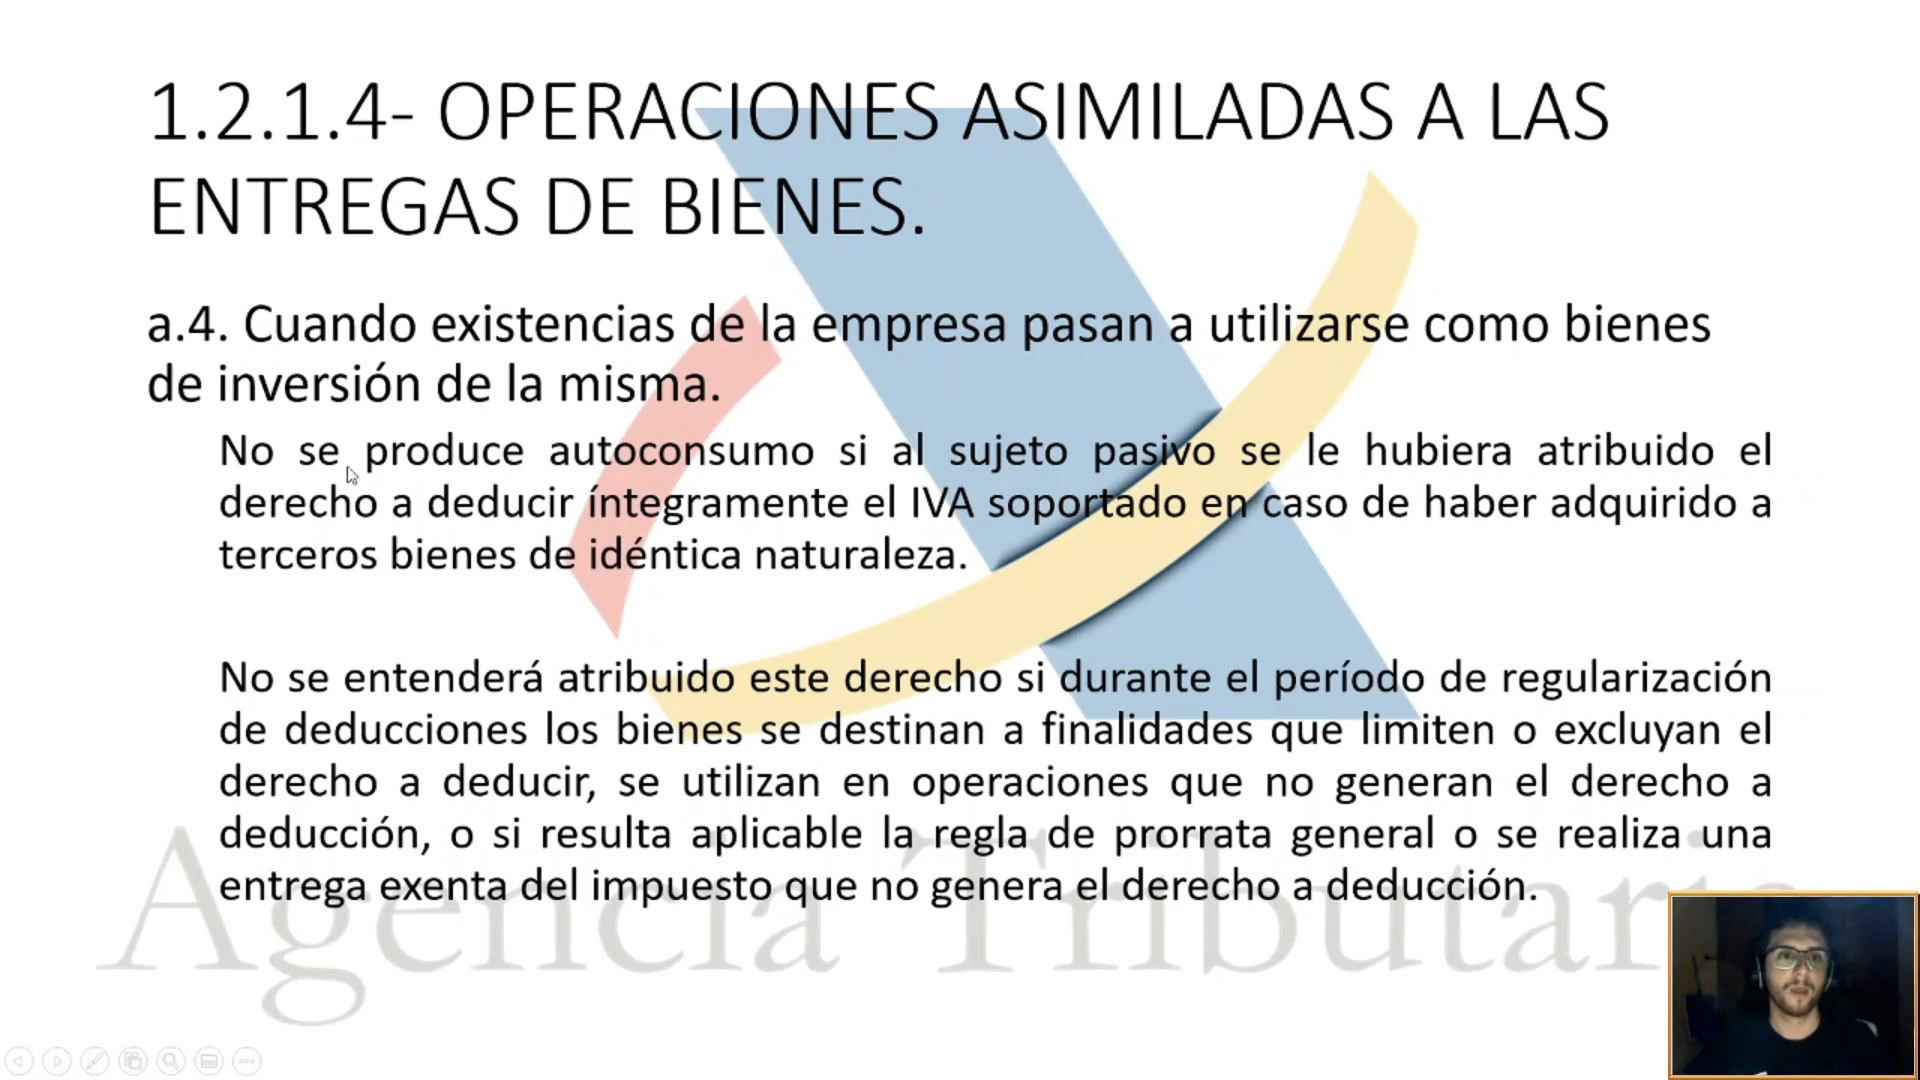 1.2.1.4- OPERACIONES ASIMILADAS A LAS
ENTREGAS DE BIENES.
a.4. Cuando existencias de la empresa pasan a utilizarse como bienes
de inversión de la misma.
No se produce autoconsumo si al sujeto pasivo se le hubiera atribuido el
derecho a deducir íntegramente el IVA soportado en caso de haber adquirido a
terceros bienes de idéntica naturaleza.
No se entenderá atribuido este derecho si durante el período de regularización
de deducciones los bienes se destinan a finalidades que limiten o excluyan el
derecho a deducir, se utilizan en operaciones que no generan el derecho a
deducción, o si resulta aplicable la regla de prorrata general o se realiza una
entrega exenta del impuesto que no genera el derecho a deducción.
Agencia Tributaria